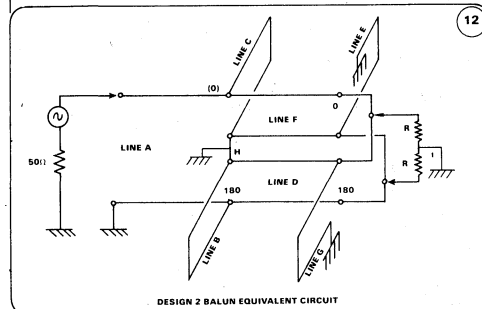 12
LINE C
LINE E
(0)
0
LINE F
R
LINE A
H
R
1
50Ω
LINE D
180
180
LINE B
LINE G
DESIGN 2 BALUN EQUIVALENT CIRCUIT